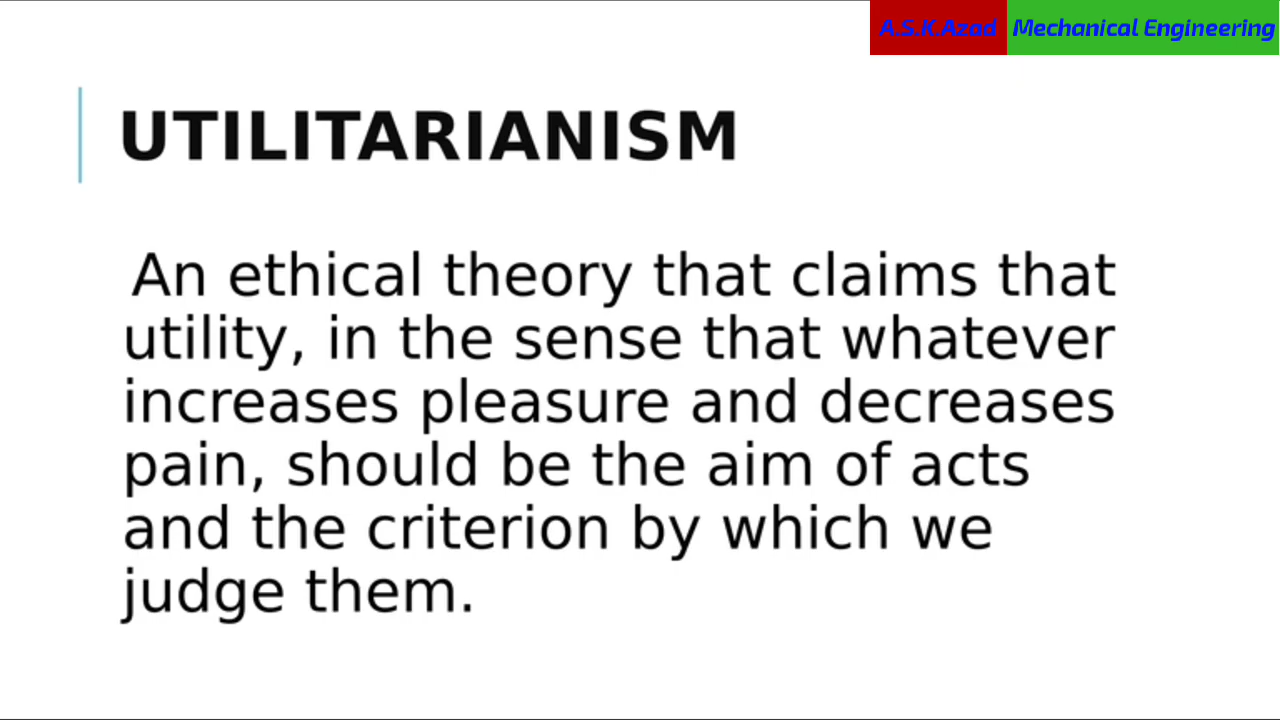 A.S.K.Azad Mechanical Engineering
UTILITARIANISM
An ethical theory that claims that
utility, in the sense that whatever
increases pleasure and decreases
pain, should be the aim of acts
and the criterion by which we
judge them.